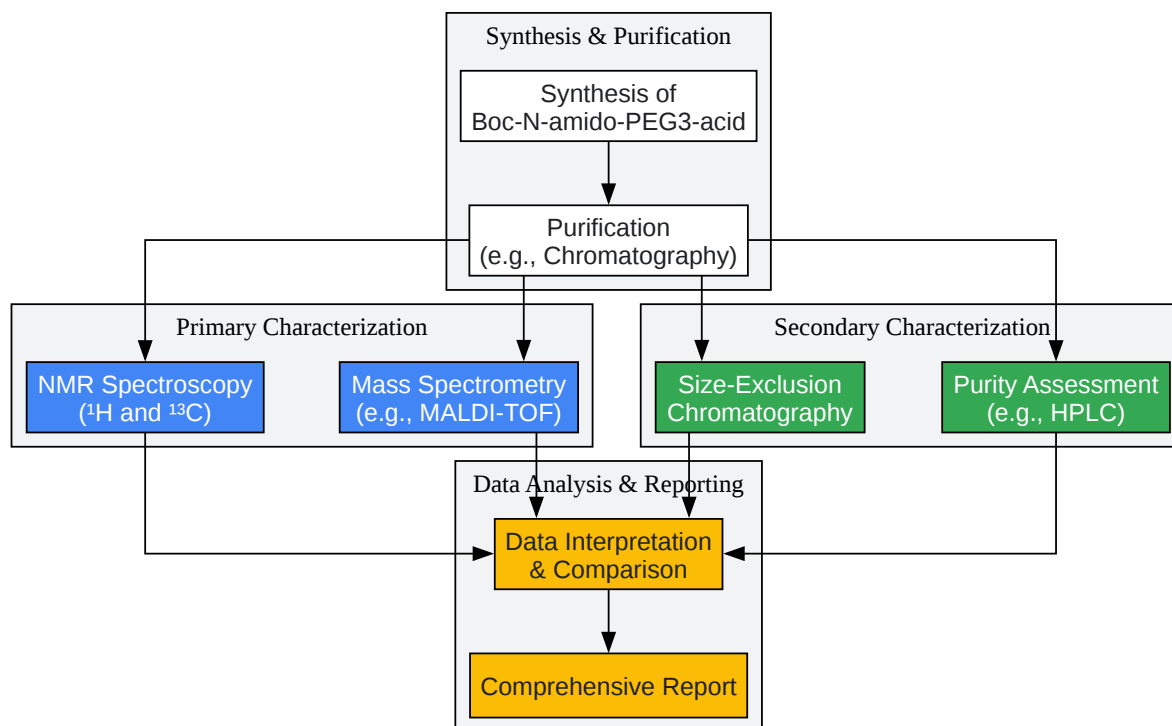 Synthesis & Purification
Synthesis of
Boc-N-amido-PEG3-acid
Purification
(e.g., Chromatography)
Primary Characterization
NMR Spectroscopy
(¹H and ¹³C)
Mass Spectrometry
(e.g., MALDI-TOF)
Secondary Characterization
Size-Exclusion
Chromatography
Purity Assessment
(e.g., HPLC)
Data Analysis & Reporting
Data Interpretation
& Comparison
Comprehensive Report